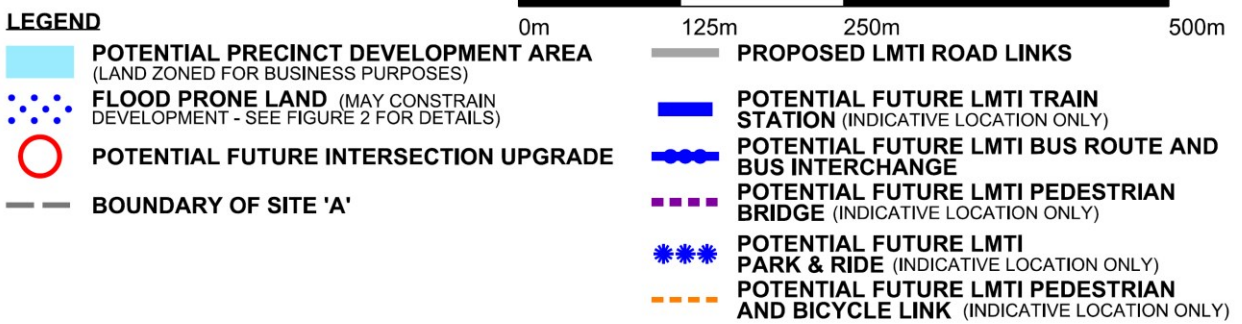 LEGEND
0m 125m 250m 500m
POTENTIAL PRECINCT DEVELOPMENT AREA
(LAND ZONED FOR BUSINESS PURPOSES)
FLOOD PRONE LAND (MAY CONSTRAIN
DEVELOPMENT - SEE FIGURE 2 FOR DETAILS)
POTENTIAL FUTURE INTERSECTION UPGRADE
BOUNDARY OF SITE 'A'
PROPOSED LMTI ROAD LINKS
POTENTIAL FUTURE LMTI TRAIN
STATION (INDICATIVE LOCATION ONLY)
POTENTIAL FUTURE LMTI BUS ROUTE AND
BUS INTERCHANGE
POTENTIAL FUTURE LMTI PEDESTRIAN
BRIDGE (INDICATIVE LOCATION ONLY)
POTENTIAL FUTURE LMTI
PARK & RIDE (INDICATIVE LOCATION ONLY)
POTENTIAL FUTURE LMTI PEDESTRIAN
AND BICYCLE LINK (INDICATIVE LOCATION ONLY)